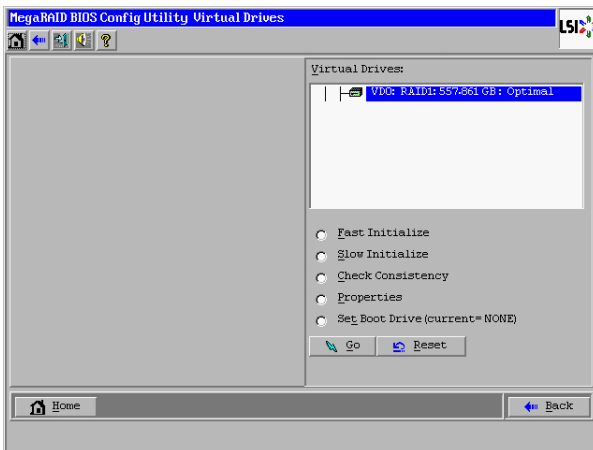 MegaRAID BIOS Config Utility Virtual Drives
LSI
Virtual Drives:
VD0: RAID1: 557.861 GB: Optimal
Fast Initialize
Slow Initialize
Check Consistency
Properties
Set Boot Drive (current= NONE)
Go
Reset
Home
Back